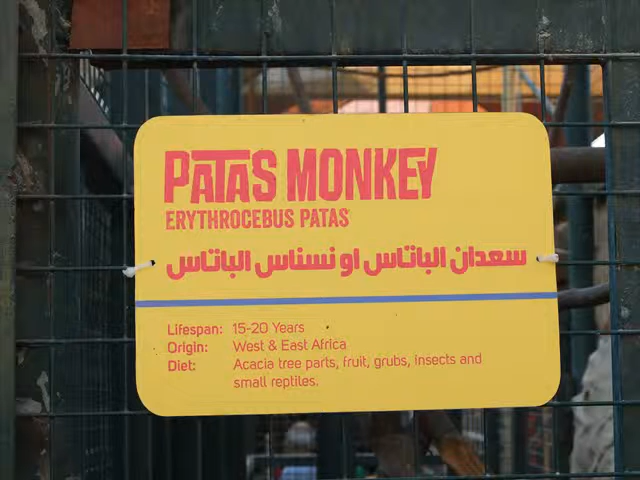 PATAS MONKEY
ERYTHROCEBUS PATAS
سعدان الباتاس او نسناس الباتاس
Lifespan: 15-20 Years
Origin: West & East Africa
Diet: Acacia tree parts, fruit, grubs, insects and
small reptiles.